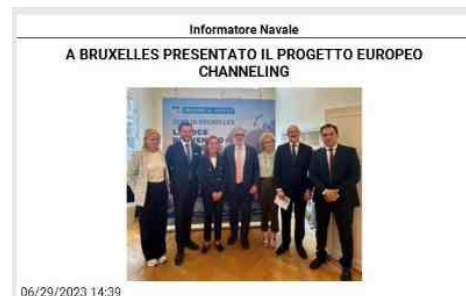 Informatore Navale
A BRUXELLES PRESENTATO IL PROGETTO EUROPEO
CHANNELING
06/29/2023 14:39